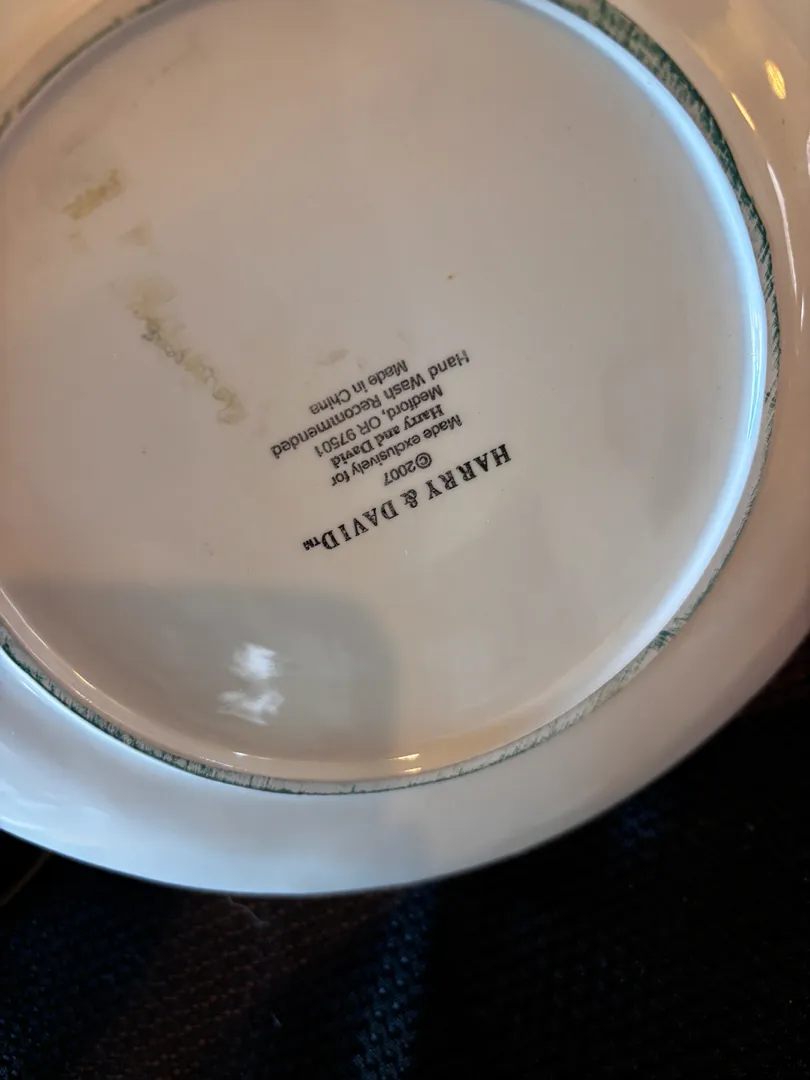 HARRY & DAVID™
©2007
Made exclusively for
Harry and David
Medford, OR 97501
Hand Wash Recommended
Made in China